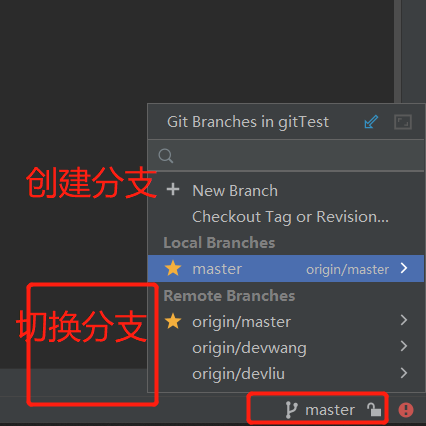 Git Branches in gitTest
创建分支
New Branch
Checkout Tag or Revision...
Local Branches
master origin/master
Remote Branches
切换分支
origin/master
origin/devwang
origin/devliu
master